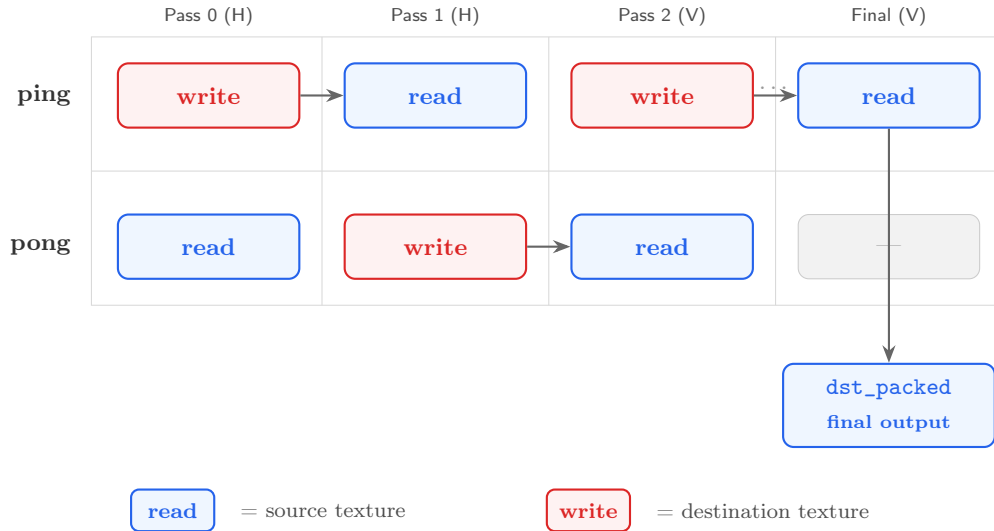 Pass 0 (H) Pass 1 (H) Pass 2 (V) Final (V)
ping write read write ... read
pong read write read —
dst_packed
final output
read = source texture write = destination texture